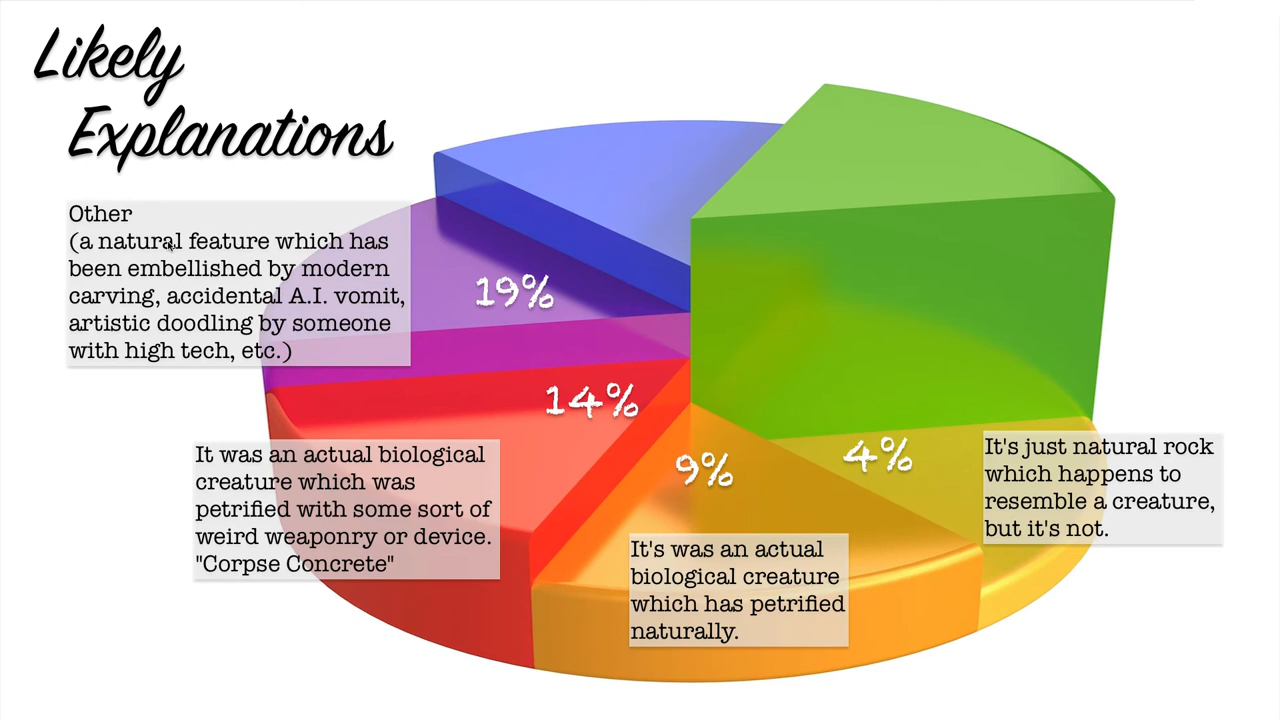 Likely
Explanations
Other
(a natural feature which has
been embellished by modern
carving, accidental A.I. vomit,
artistic doodling by someone
with high tech, etc.)
19%
14%
It was an actual biological
creature which was
petrified with some sort of
weird weaponry or device.
"Corpse Concrete"
9%
It's was an actual
biological creature
which has petrified
naturally.
4%
It's just natural rock
which happens to
resemble a creature,
but it's not.